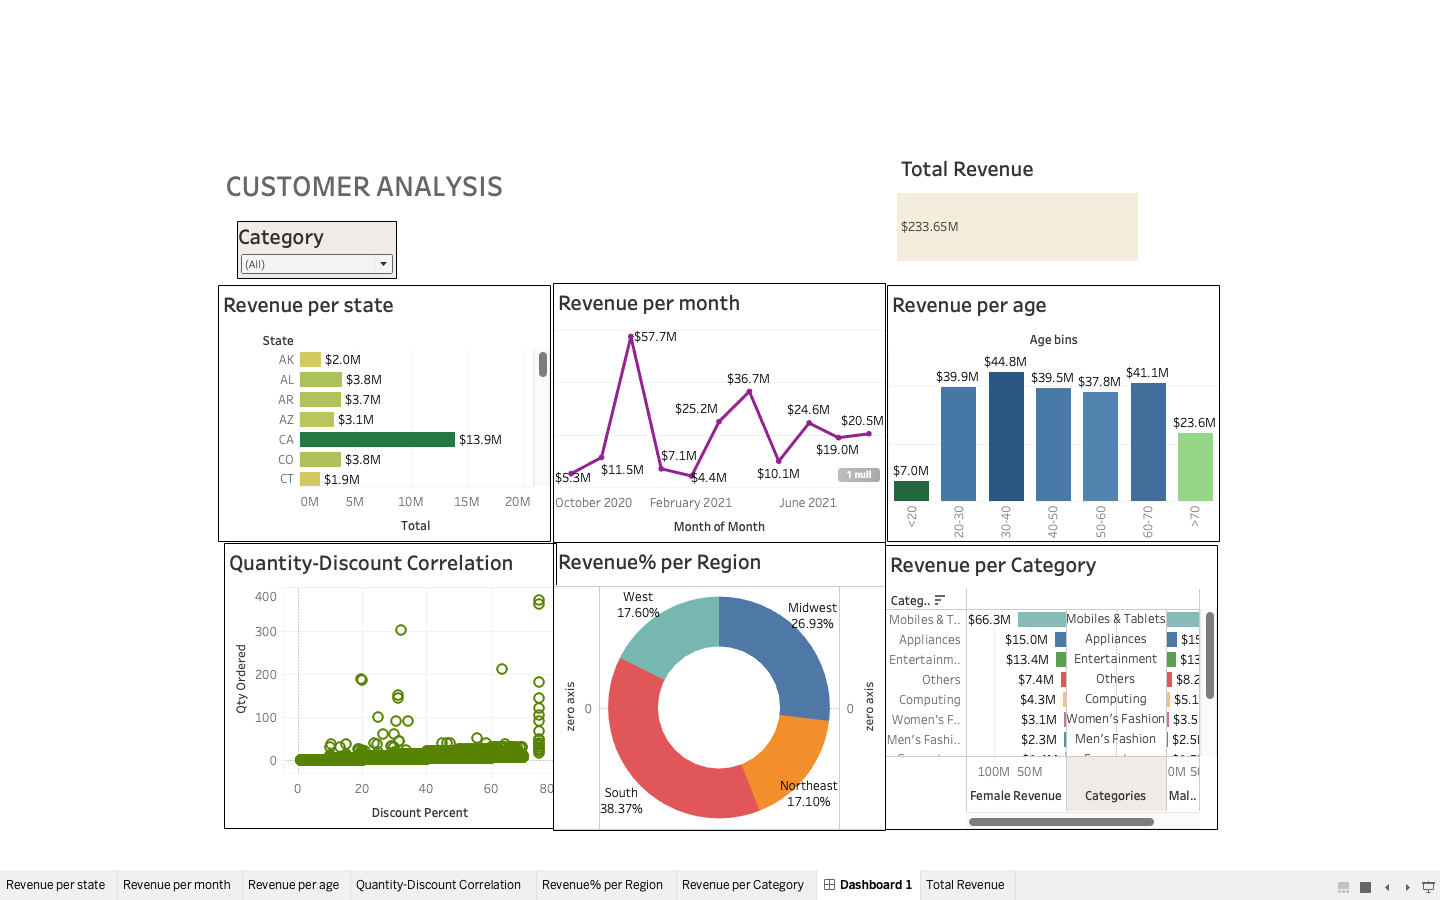 CUSTOMER ANALYSIS
Total Revenue
$233.65M
Category
(All)
Revenue per state
State
AK $2.0M
AL $3.8M
AR $3.7M
AZ $3.1M
CA $13.9M
CO $3.8M
CT $1.9M
0M 5M 10M 15M 20M
Total
Revenue per month
$57.7M
$36.7M
$25.2M
$24.6M
$20.5M
$19.0M
$7.1M
$11.5M
$5.3M
$4.4M
$10.1M
1 null
October 2020 February 2021 June 2021
Month of Month
Revenue per age
Age bins
$7.0M
$39.9M
$44.8M
$39.5M
$37.8M
$41.1M
$23.6M
<20
20-30
30-40
40-50
50-60
60-70
>70
Quantity-Discount Correlation
Qty Ordered
400
300
200
100
0
0 20 40 60 80
Discount Percent
Revenue% per Region
West
17.60%
Midwest
26.93%
South
38.37%
Northeast
17.10%
zero axis
0
0
zero axis
Revenue per Category
Categ..
Mobiles & T.. $66.3M Mobiles & Tablets
Appliances $15.0M Appliances $15
Entertainm.. $13.4M Entertainment $13
Others $7.4M Others $8.2
Computing $4.3M Computing $5.1
Women's F.. $3.1M Women's Fashion $3.5
Men's Fashi.. $2.3M Men's Fashion $2.5
100M 50M 0M 50
Female Revenue Categories Mal..
Revenue per state Revenue per month Revenue per age Quantity-Discount Correlation Revenue% per Region Revenue per Category Dashboard 1 Total Revenue